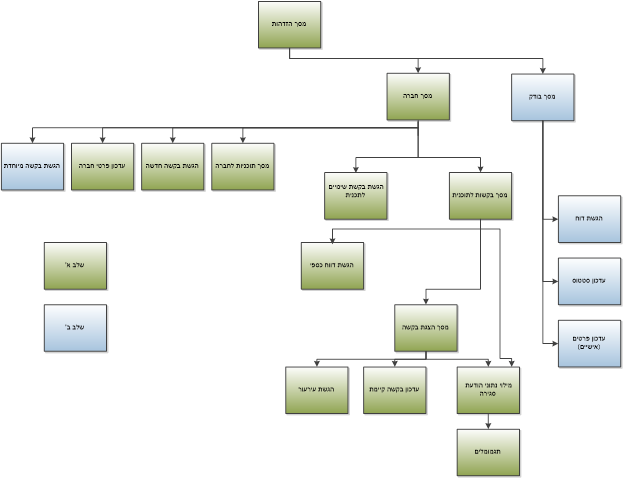 מסך הזדהות
מסך חברה
מסך בודק
הגשת בקשה מיוחדת
עדכון פרטי חברה
הגשת בקשה חדשה
מסך תוכניות לחברה
הגשת בקשת שינויים
לתכנית
מסך בקשות לתוכנית
הגשת דוח
שלב א'
הגשת דווח כספי
עדכון סטטוס
שלב ב'
מסך הצגת בקשה
עדכון פרטים
(אישיים)
הגשת ערעור
עדכון בקשה קיימת
מילוי נתוני הודעת
סגירה
תגמולים